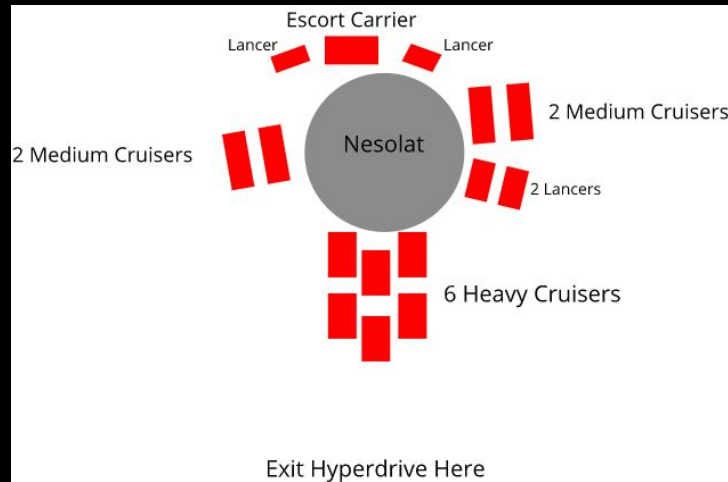 Escort Carrier
Lancer
Lancer
2 Medium Cruisers
Nesolat
2 Medium Cruisers
2 Lancers
6 Heavy Cruisers
Exit Hyperdrive Here